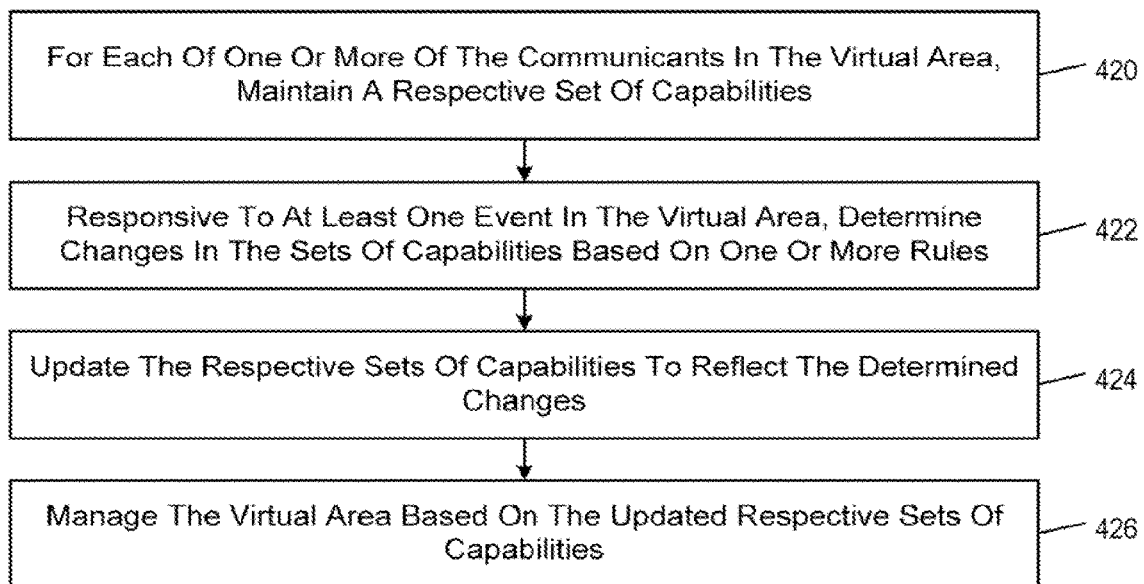 For Each Of One Or More Of The Communicants In The Virtual Area,
Maintain A Respective Set Of Capabilities
420
Responsive To At Least One Event In The Virtual Area, Determine
Changes In The Sets Of Capabilities Based On One Or More Rules
422
Update The Respective Sets Of Capabilities To Reflect The Determined
Changes
424
Manage The Virtual Area Based On The Updated Respective Sets Of
Capabilities
426